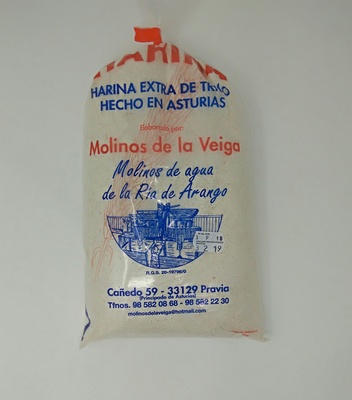 HARINA
HARINA EXTRA DE TRIGO
HECHO EN ASTURIAS
Elaborado por:
Molinos de la Veiga
Molinos de agua
de la Ría de Arango
R.G.S. 20-19796/O
Cañedo 59 - 33129 Pravia
(Principado de Asturias)
Tfnos. 98 582 08 68 - 98 582 22 30
molinosdelaveiga@hotmail.com